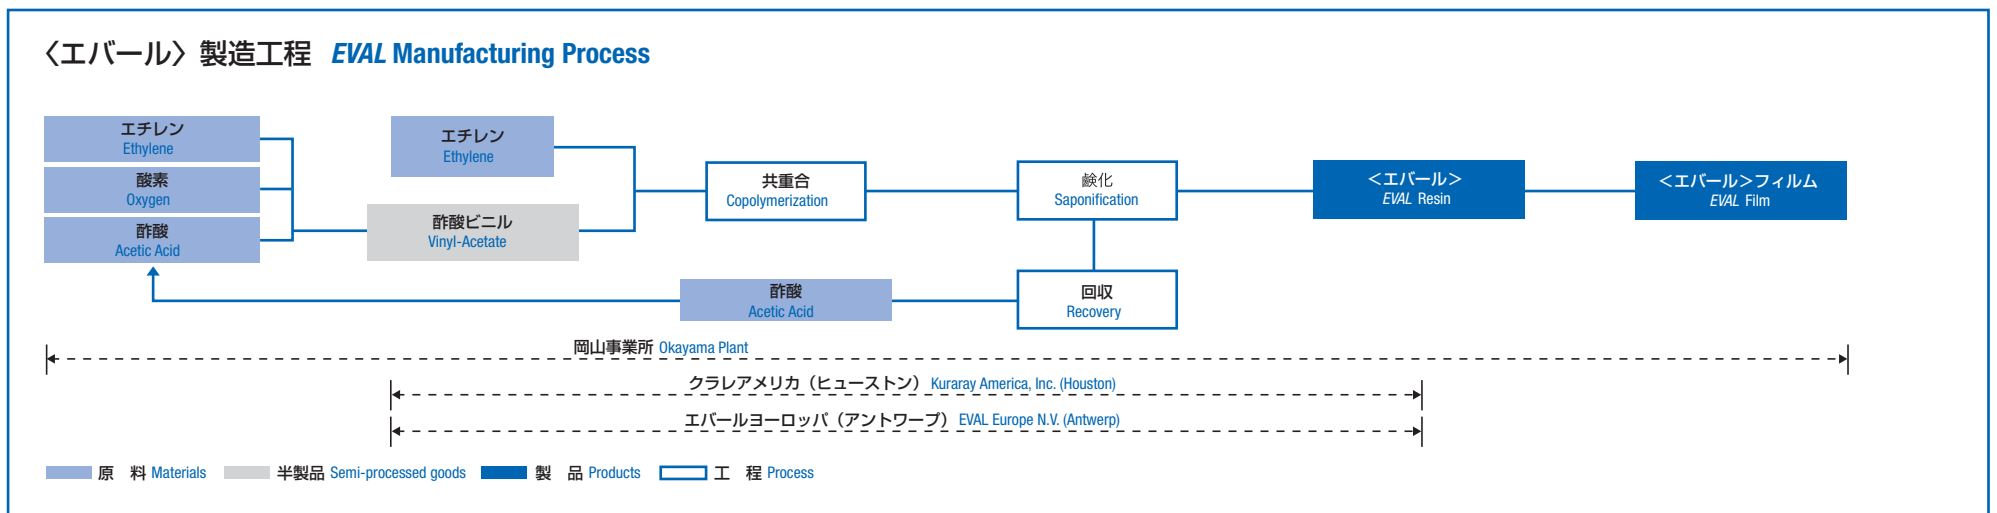 〈エバール〉製造工程 EVAL Manufacturing Process
エチレン
Ethylene
酸素
Oxygen
酢酸
Acetic Acid
エチレン
Ethylene
酢酸ビニル
Vinyl-Acetate
共重合
Copolymerization
鹸化
Saponification
<エバール>
EVAL Resin
<エバール>フィルム
EVAL Film
酢酸
Acetic Acid
回収
Recovery
岡山事業所 Okayama Plant
クラレアメリカ（ヒューストン） Kuraray America, Inc. (Houston)
エバールヨーロッパ（アントワープ） EVAL Europe N.V. (Antwerp)
原　料 Materials 半製品 Semi-processed goods 製　品 Products 工　程 Process